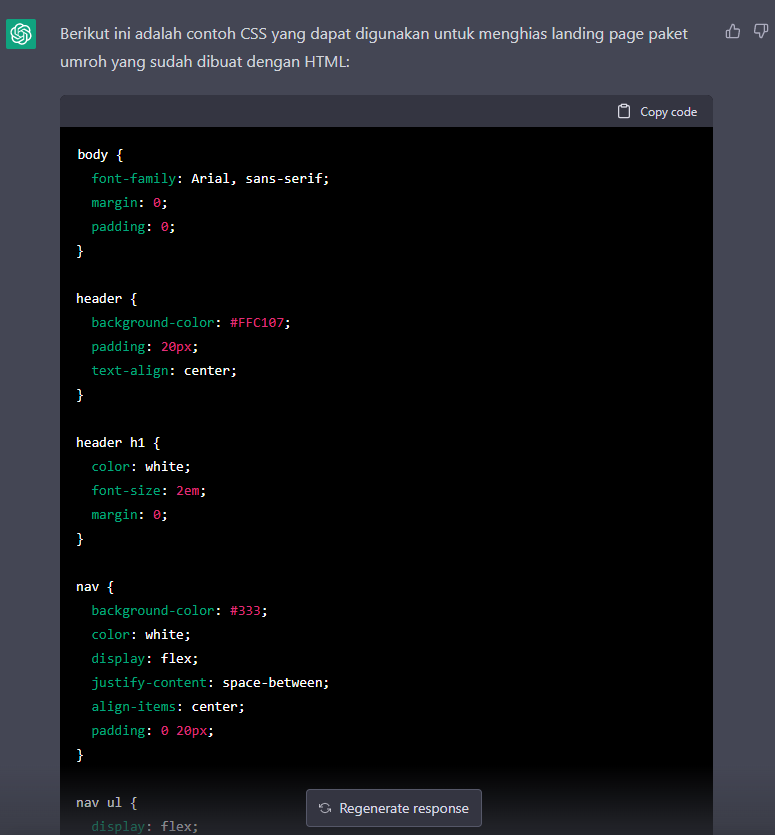 Berikut ini adalah contoh CSS yang dapat digunakan untuk menghias landing page paket
umroh yang sudah dibuat dengan HTML:
Copy code
body {
  font-family: Arial, sans-serif;
  margin: 0;
  padding: 0;
}
header {
  background-color: #FFC107;
  padding: 20px;
  text-align: center;
}
header h1 {
  color: white;
  font-size: 2em;
  margin: 0;
}
nav {
  background-color: #333;
  color: white;
  display: flex;
  justify-content: space-between;
  align-items: center;
  padding: 0 20px;
}
nav ul {
  display: flex;
Regenerate response